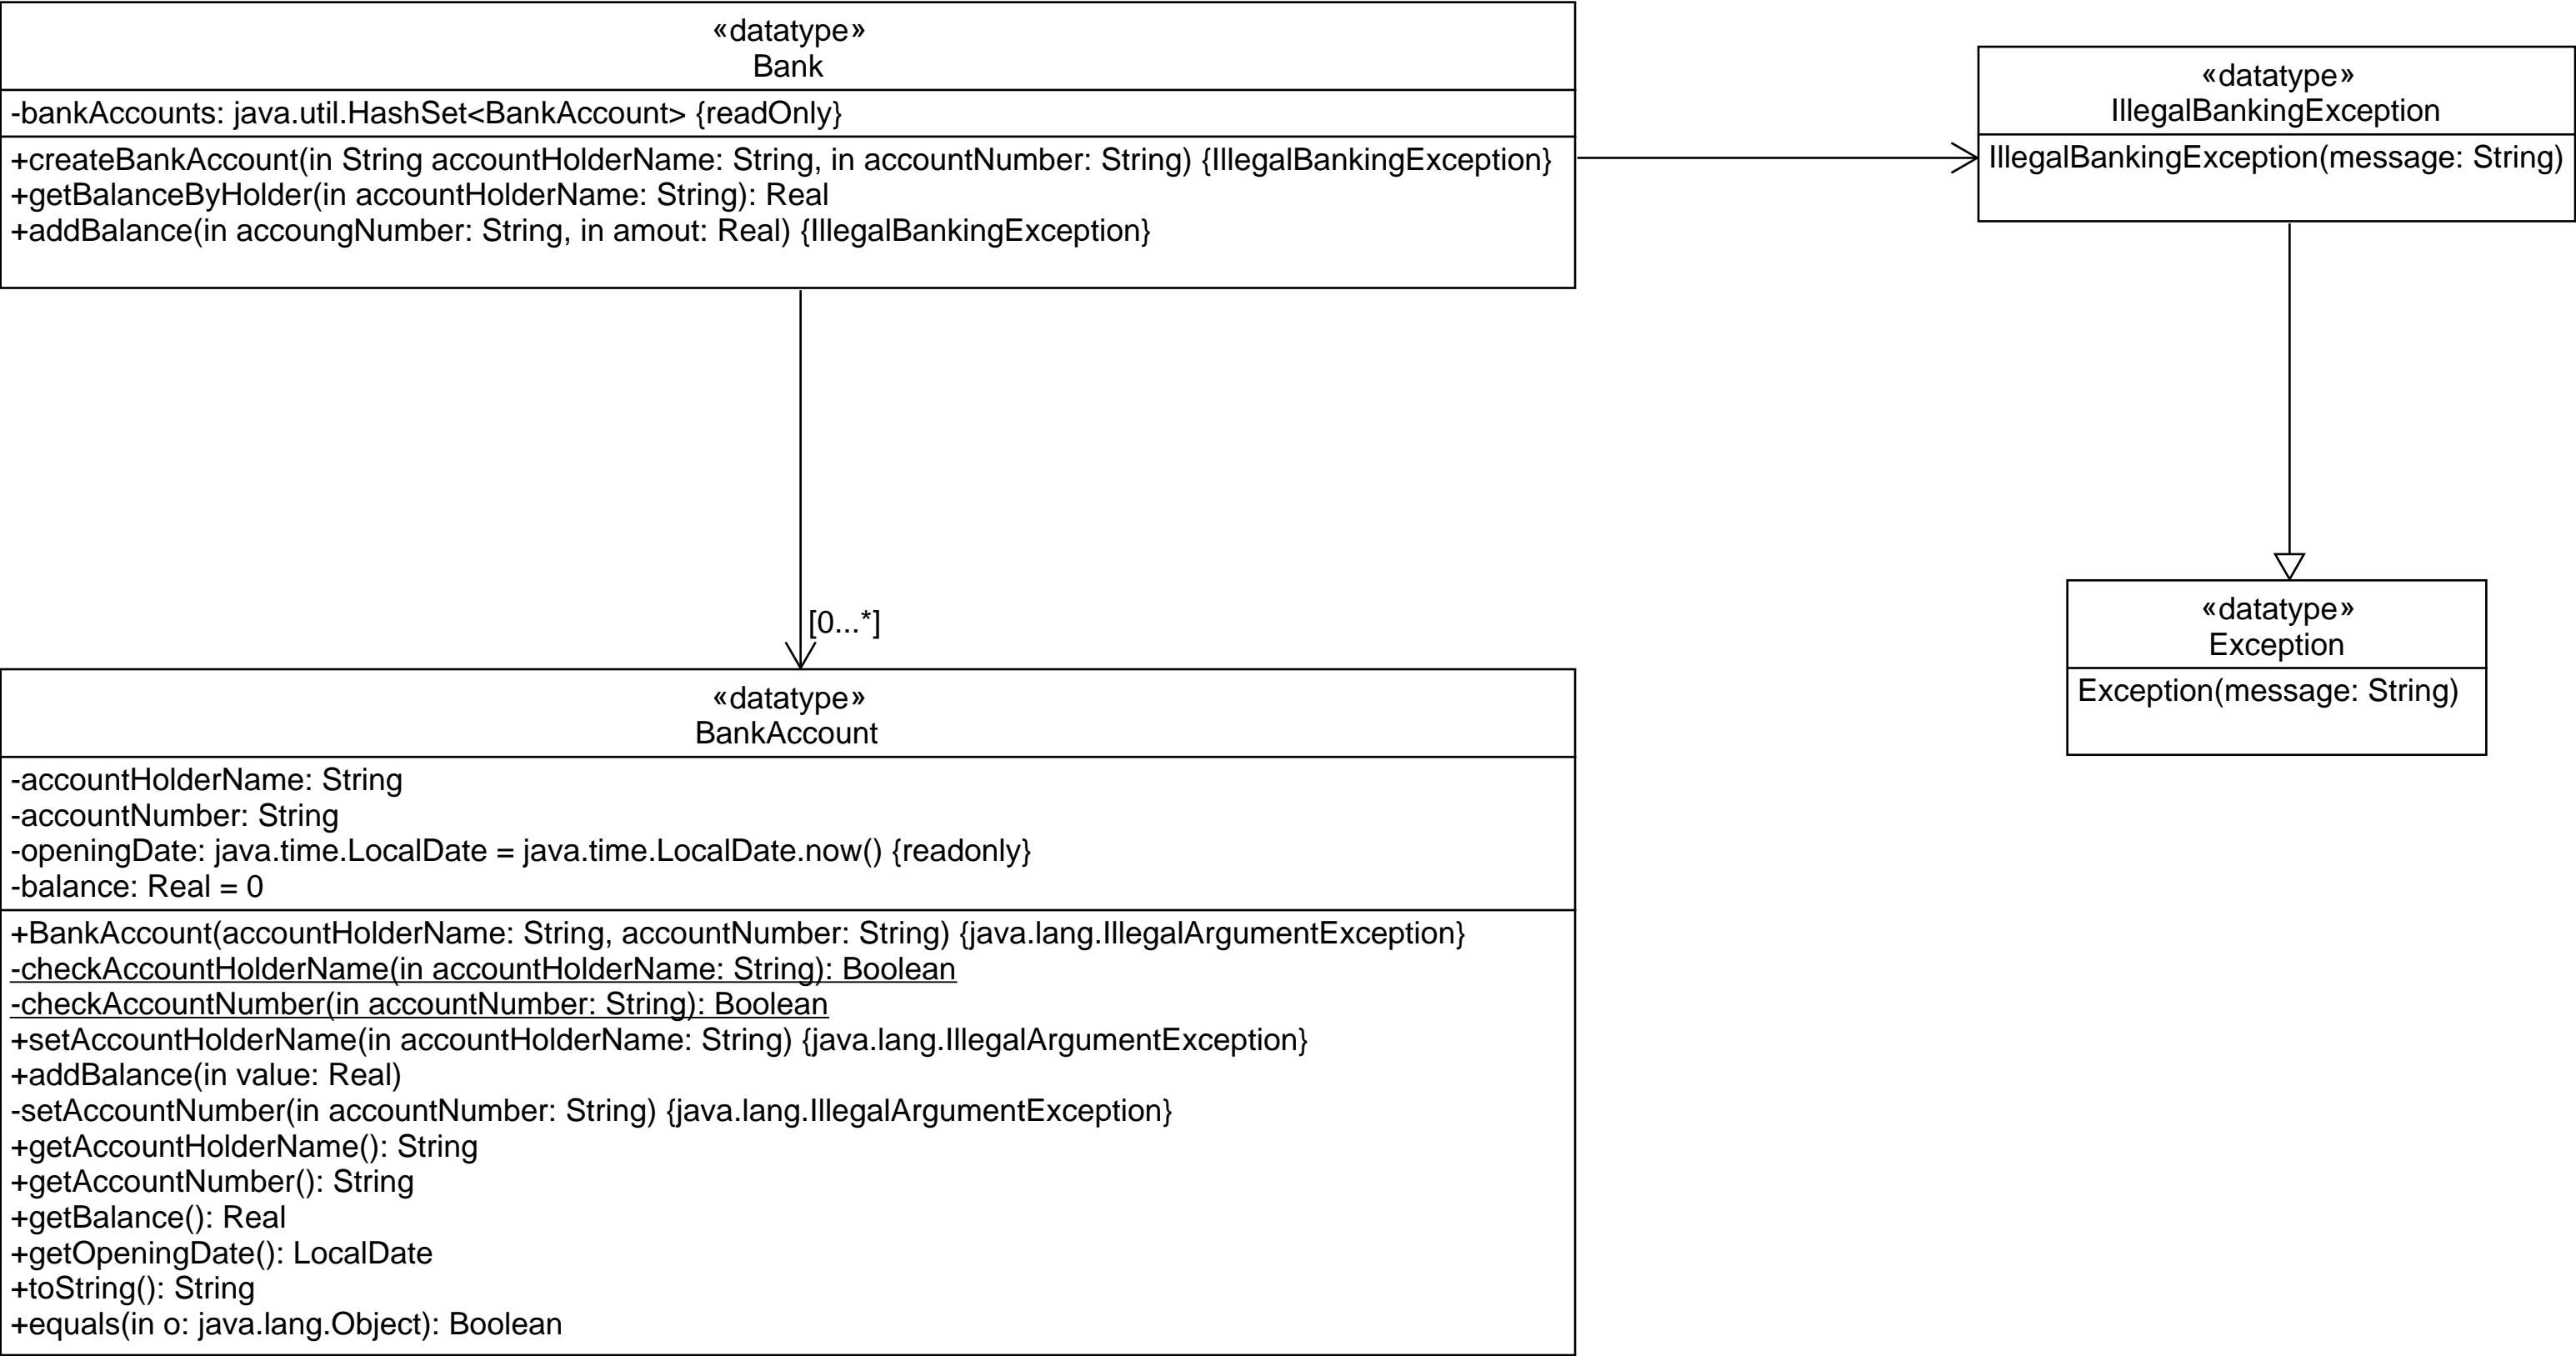 «datatype»
Bank
-bankAccounts: java.util.HashSet<BankAccount> {readOnly}
+createBankAccount(in String accountHolderName: String, in accountNumber: String) {IllegalBankingException}
+getBalanceByHolder(in accountHolderName: String): Real
+addBalance(in accoungNumber: String, in amout: Real) {IllegalBankingException}
«datatype»
IllegalBankingException
IllegalBankingException(message: String)
[0...*]
«datatype»
Exception
Exception(message: String)
«datatype»
BankAccount
-accountHolderName: String
-accountNumber: String
-openingDate: java.time.LocalDate = java.time.LocalDate.now() {readonly}
-balance: Real = 0
+BankAccount(accountHolderName: String, accountNumber: String) {java.lang.IllegalArgumentException}
-checkAccountHolderName(in accountHolderName: String): Boolean
-checkAccountNumber(in accountNumber: String): Boolean
+setAccountHolderName(in accountHolderName: String) {java.lang.IllegalArgumentException}
+addBalance(in value: Real)
-setAccountNumber(in accountNumber: String) {java.lang.IllegalArgumentException}
+getAccountHolderName(): String
+getAccountNumber(): String
+getBalance(): Real
+getOpeningDate(): LocalDate
+toString(): String
+equals(in o: java.lang.Object): Boolean